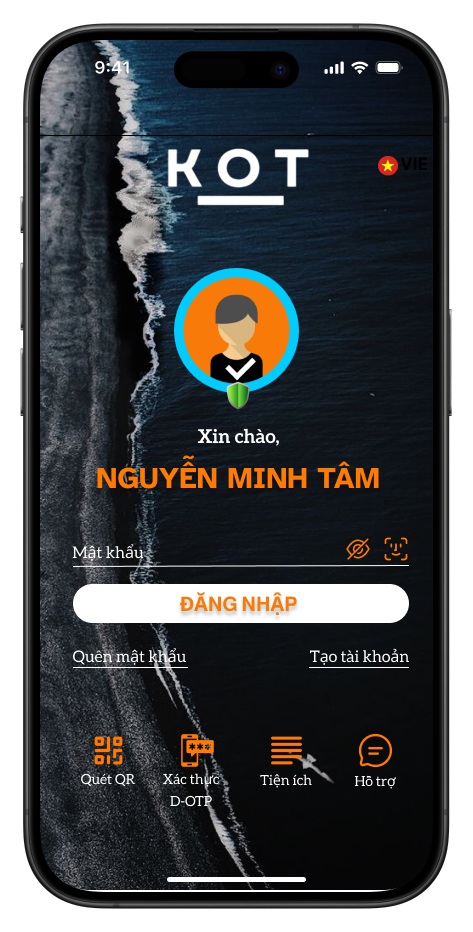 9:41
KOT
VIE
Xin chào,
NGUYỄN MINH TÂM
Mật khẩu
ĐĂNG NHẬP
Quên mật khẩu
Tạo tài khoản
Quét QR
Xác thực
D-OTP
Tiện ích
Hỗ trợ